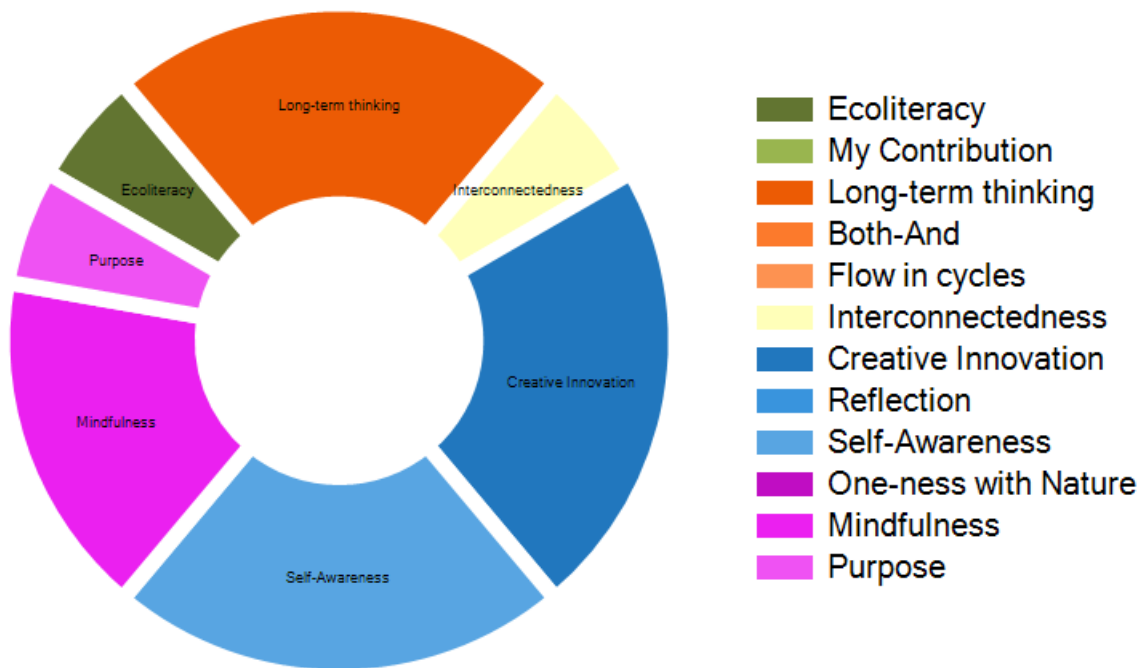 Long-term thinking
Ecoliteracy
Interconnectedness
Purpose
Creative Innovation
Mindfulness
Self-Awareness
Ecoliteracy
My Contribution
Long-term thinking
Both-And
Flow in cycles
Interconnectedness
Creative Innovation
Reflection
Self-Awareness
One-ness with Nature
Mindfulness
Purpose